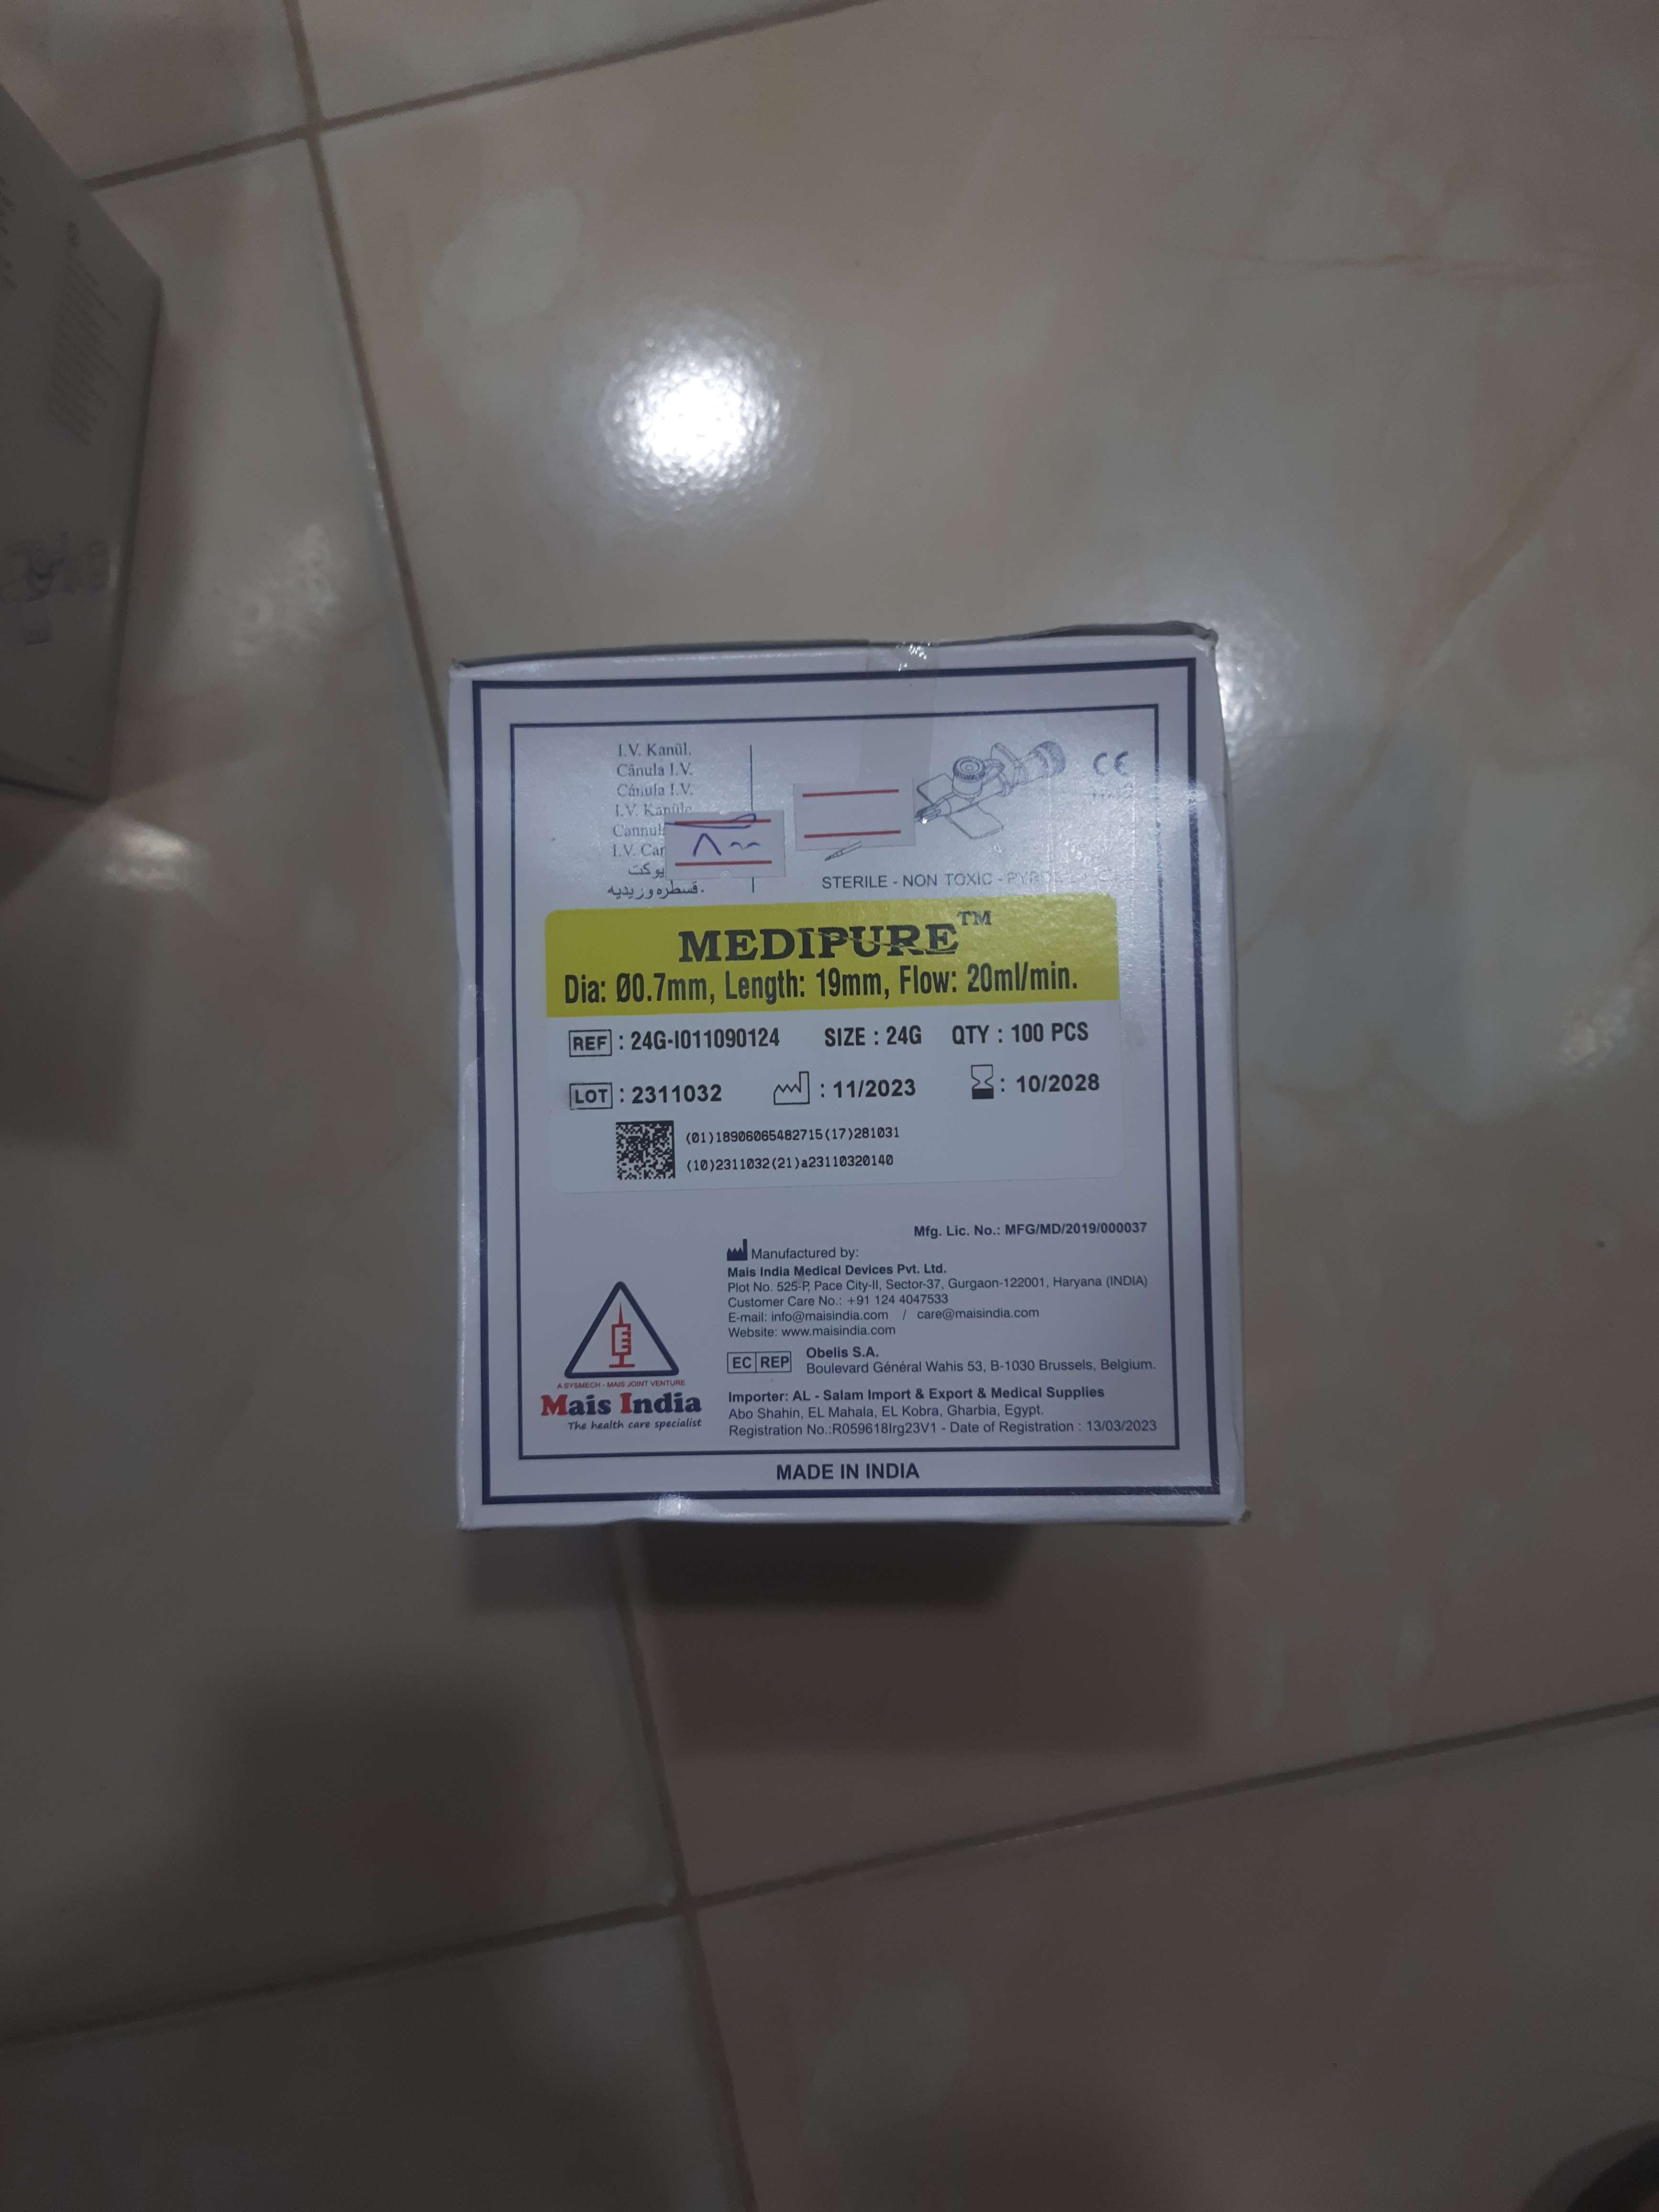 I.V. Kanül.
Cânula I.V.
Cánula I.V.
I.V. Kanüle
I.V.
قسطره وريديه.
٨٠٠
CE
STERILE - NON TOXIC -
MEDIPURE™
Dia: Ø0.7mm, Length: 19mm, Flow: 20ml/min.
REF : 24G-I011090124 SIZE : 24G QTY : 100 PCS
LOT : 2311032 : 11/2023 : 10/2028
(01)18906065482715(17)281031
(10)2311032(21)a23110320140
Mfg. Lic. No.: MFG/MD/2019/000037
Manufactured by:
Mais India Medical Devices Pvt. Ltd.
Plot No. 525-P, Pace City-II, Sector-37, Gurgaon-122001, Haryana (INDIA)
Customer Care No.: +91 124 4047533
E-mail: info@maisindia.com / care@maisindia.com
Website: www.maisindia.com
EC REP Obelis S.A.
Boulevard Général Wahis 53, B-1030 Brussels, Belgium.
A SYSMECH - MAIS JOINT VENTURE
Mais India
The health care specialist
Importer: AL - Salam Import & Export & Medical Supplies
Abo Shahin, EL Mahala, EL Kobra, Gharbia, Egypt.
Registration No.:R059618Irg23V1 - Date of Registration : 13/03/2023
MADE IN INDIA